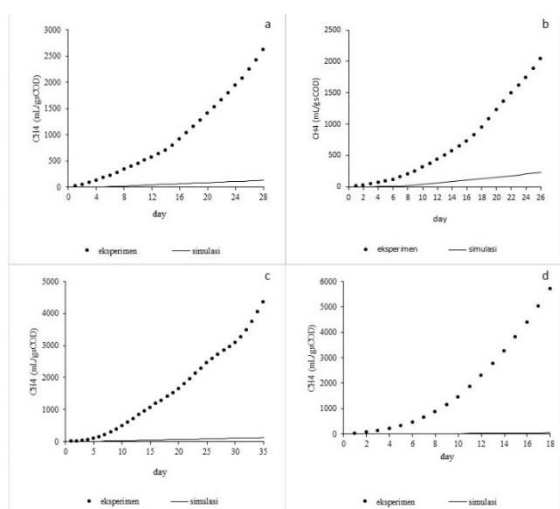 a
3000
2500
2000
1500
1000
500
0
CH4 (mL/gsCOD)
0 4 8 12 16 20 24 28
day
• eksperimen — simulasi
b
2500
2000
1500
1000
500
0
CH4 (mL/gsCOD)
0 2 4 6 8 10 12 14 16 18 20 22 24 26
day
• eksperimen — simulasi
c
5000
4000
3000
2000
1000
0
CH4 (mL/gsCOD)
0 5 10 15 20 25 30 35
day
• eksperimen — simulasi
d
6000
5000
4000
3000
2000
1000
0
CH4 (mL/gsCOD)
0 2 4 6 8 10 12 14 16 18
day
• eksperimen — simulasi